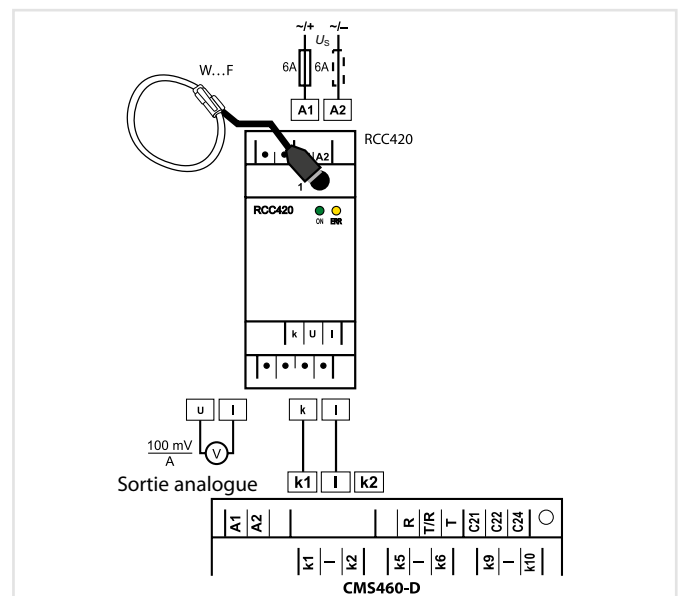 ~/+ ~/–
Us
6A 6A
W…F
A1 A2
RCC420
A2
1
RCC420
ON ERR
k U l
U l k l
100 mV
A
V
Sortie analogue
k1 l k2
A1 A2 R T/R T C21 C22 C24
k1 l k2 k5 l k6 k9 l k10
CMS460-D